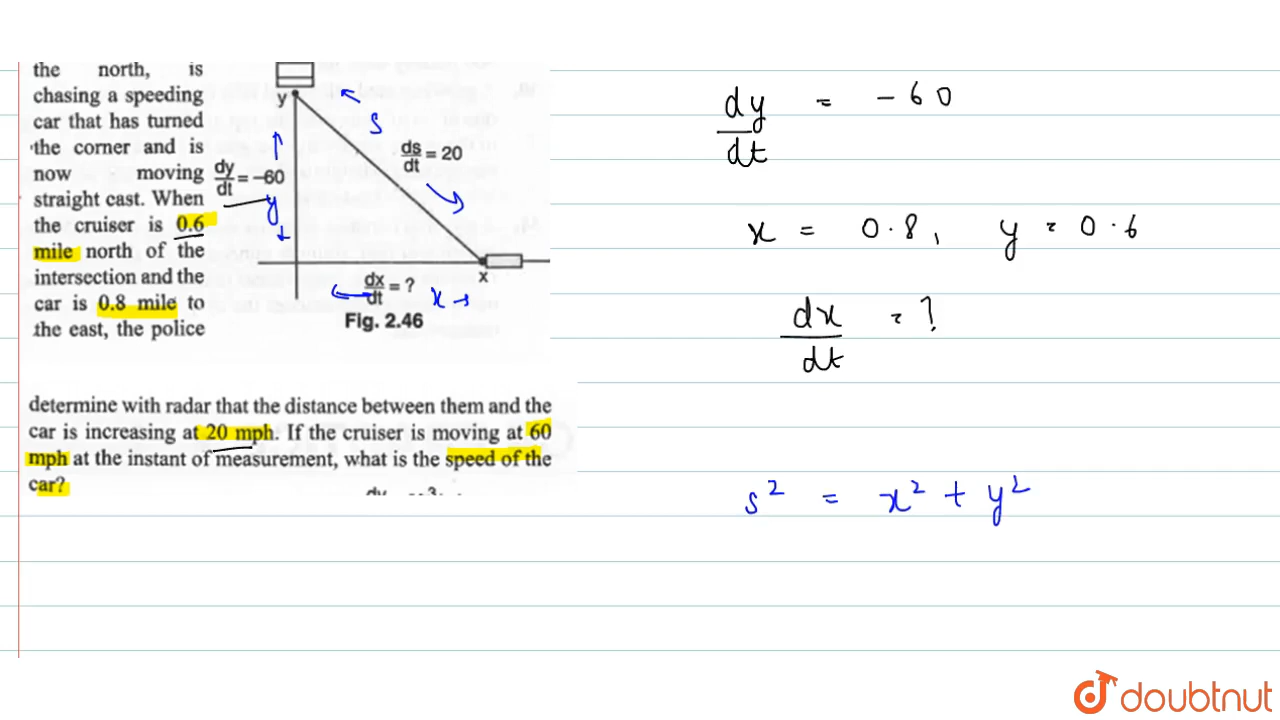 the north, is
chasing a speeding
car that has turned
the corner and is
now moving
straight cast. When
the cruiser is 0.6
mile north of the
intersection and the
car is 0.8 mile to
the east, the police
y
s
ds/dt = 20
dy/dt = -60
y
x
dx/dt = ?
x
Fig. 2.46
determine with radar that the distance between them and the
car is increasing at 20 mph. If the cruiser is moving at 60
mph at the instant of measurement, what is the speed of the
car?
dy/dt = -60
x = 0.8, y = 0.6
dx/dt = ?
s² = x² + y²
doubtnut